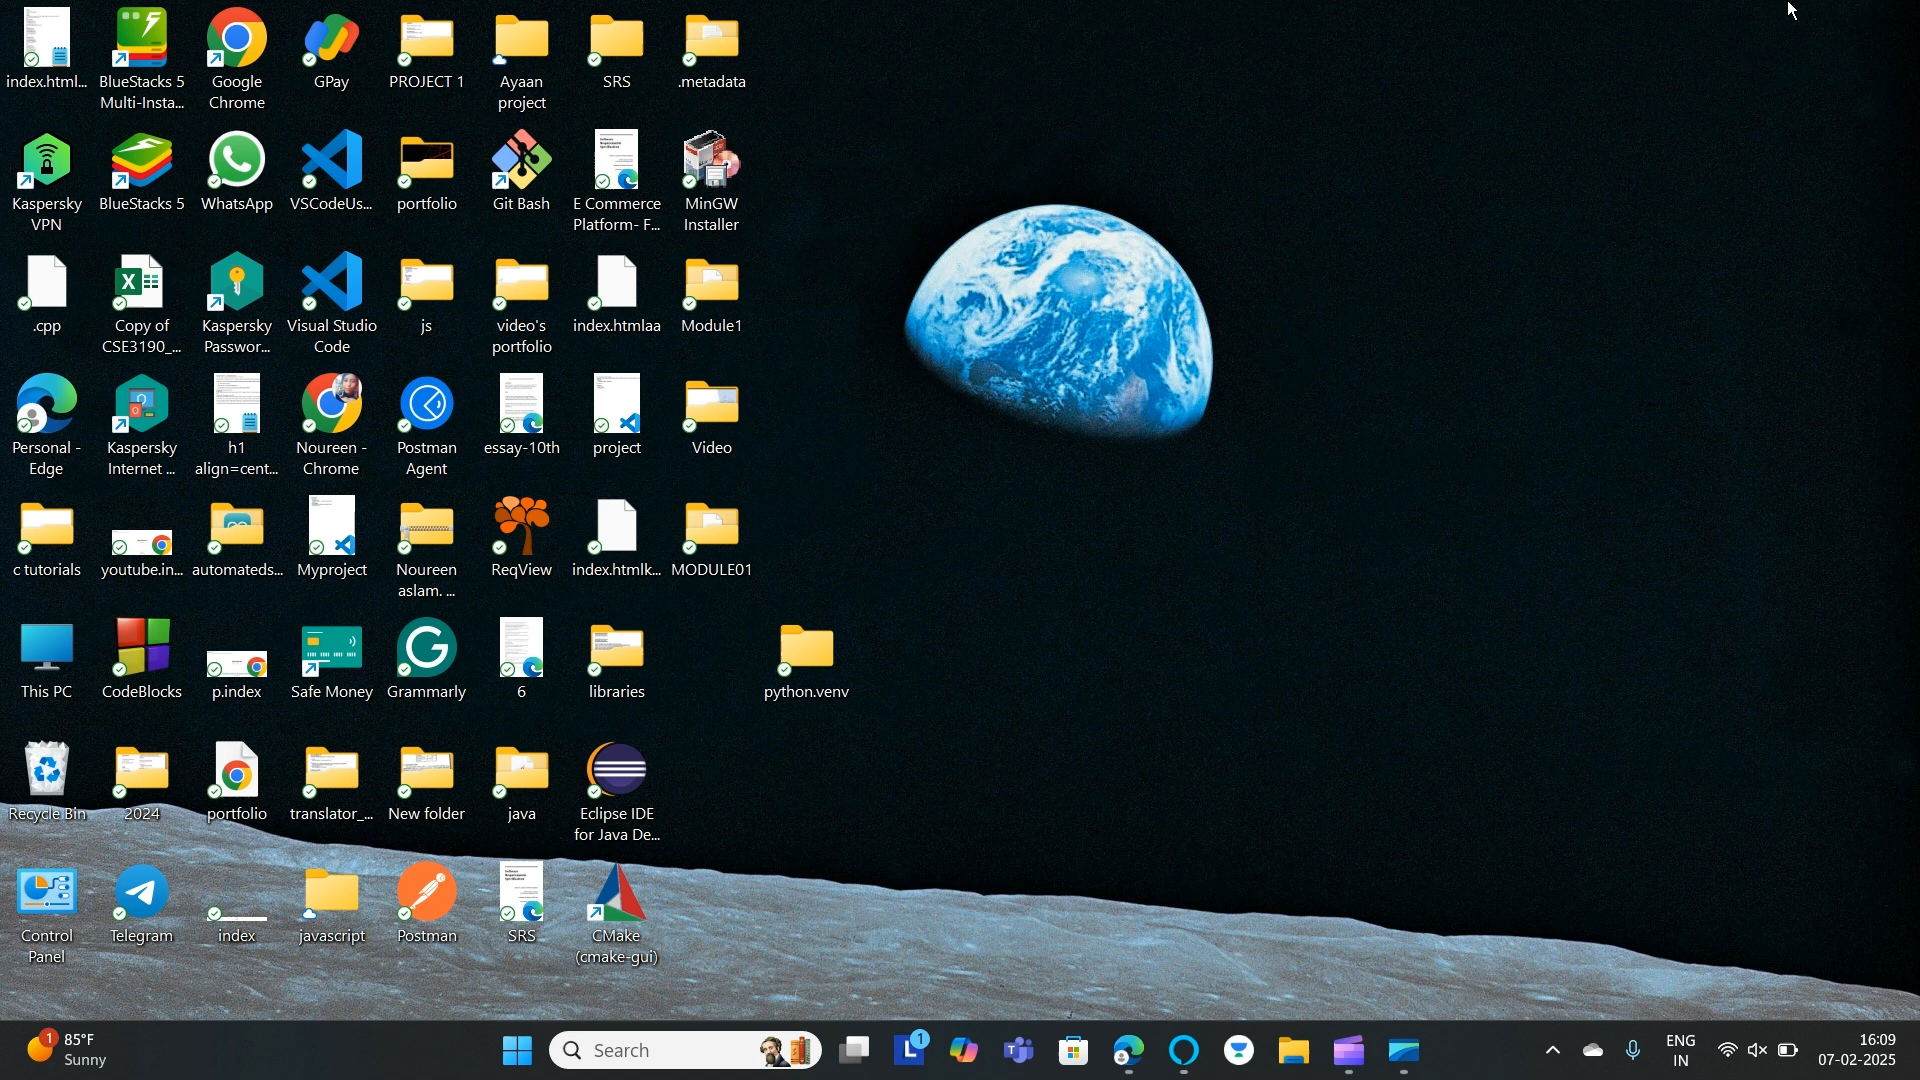 index.html...
BlueStacks 5
Multi-Insta...
Google
Chrome
GPay
PROJECT 1
Ayaan
project
SRS
.metadata
Kaspersky
VPN
BlueStacks 5
WhatsApp
VSCodeUs...
portfolio
Git Bash
E Commerce
Platform- F...
MinGW
Installer
.cpp
Copy of
CSE3190_...
Kaspersky
Passwor...
Visual Studio
Code
js
video's
portfolio
index.htmlaa
Module1
Personal -
Edge
Kaspersky
Internet ...
h1
align=cent...
Noureen -
Chrome
Postman
Agent
essay-10th
project
Video
c tutorials
youtube.in...
automateds...
Myproject
Noureen
aslam. ...
ReqView
index.htmlk...
MODULE01
This PC
CodeBlocks
p.index
Safe Money
Grammarly
6
libraries
python.venv
Recycle Bin
2024
portfolio
translator_...
New folder
java
Eclipse IDE
for Java De...
Control
Panel
Telegram
index
javascript
Postman
SRS
CMake
(cmake-gui)
1
85°F
Sunny
Search
L
1
ENG
IN
16:09
07-02-2025